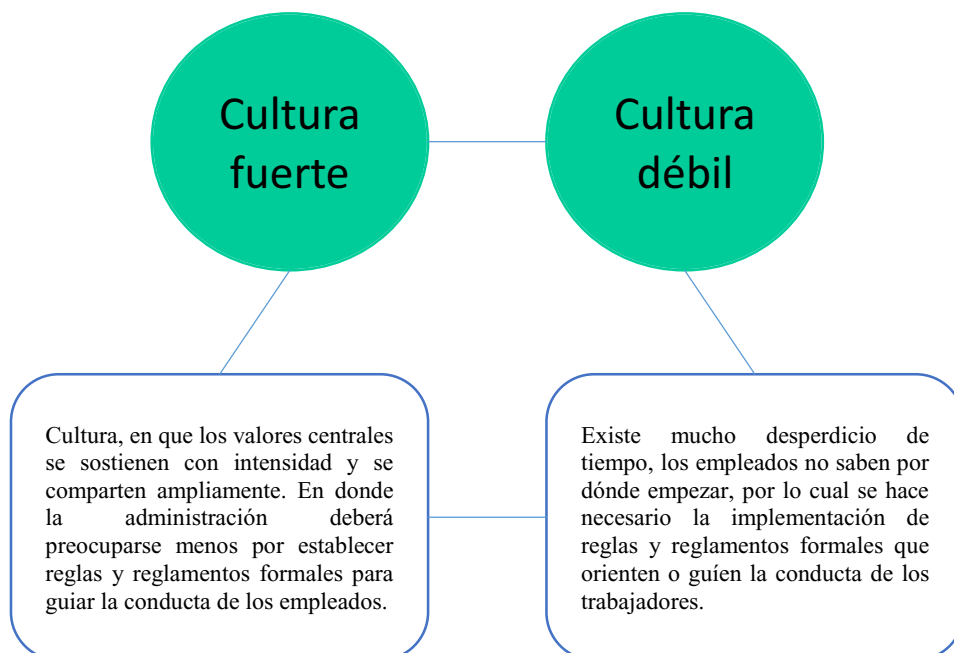 Cultura
fuerte
Cultura
débil
Cultura, en que los valores centrales
se sostienen con intensidad y se
comparten ampliamente. En donde
la administración deberá
preocuparse menos por establecer
reglas y reglamentos formales para
guiar la conducta de los empleados.
Existe mucho desperdicio de
tiempo, los empleados no saben por
dónde empezar, por lo cual se hace
necesario la implementación de
reglas y reglamentos formales que
orienten o guíen la conducta de los
trabajadores.